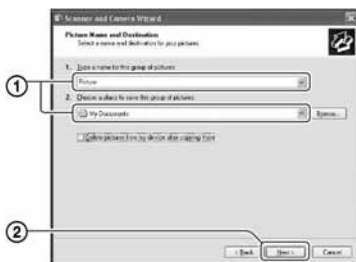 Scanner and Camera Wizard
Picture Name and Destination
Select a name and destination for your pictures.
1. Type a name for this group of pictures:
Picture
2. Choose a place to save this group of pictures:
My Documents
Browse...
Delete pictures from my device after copying them
1
2
< Back
Next >
Cancel